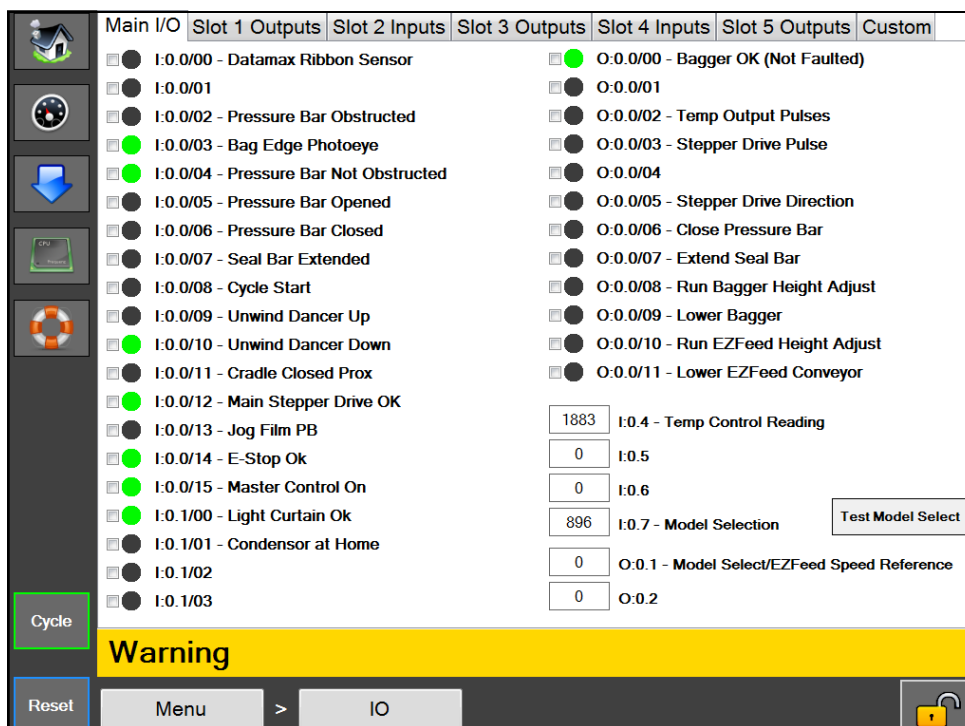 Main I/O Slot 1 Outputs Slot 2 Inputs Slot 3 Outputs Slot 4 Inputs Slot 5 Outputs Custom
I:0.0/00 - Datamax Ribbon Sensor
I:0.0/01
I:0.0/02 - Pressure Bar Obstructed
I:0.0/03 - Bag Edge Photoeye
I:0.0/04 - Pressure Bar Not Obstructed
I:0.0/05 - Pressure Bar Opened
I:0.0/06 - Pressure Bar Closed
I:0.0/07 - Seal Bar Extended
I:0.0/08 - Cycle Start
I:0.0/09 - Unwind Dancer Up
I:0.0/10 - Unwind Dancer Down
I:0.0/11 - Cradle Closed Prox
I:0.0/12 - Main Stepper Drive OK
I:0.0/13 - Jog Film PB
I:0.0/14 - E-Stop Ok
I:0.0/15 - Master Control On
I:0.1/00 - Light Curtain Ok
I:0.1/01 - Condensor at Home
I:0.1/02
I:0.1/03
O:0.0/00 - Bagger OK (Not Faulted)
O:0.0/01
O:0.0/02 - Temp Output Pulses
O:0.0/03 - Stepper Drive Pulse
O:0.0/04
O:0.0/05 - Stepper Drive Direction
O:0.0/06 - Close Pressure Bar
O:0.0/07 - Extend Seal Bar
O:0.0/08 - Run Bagger Height Adjust
O:0.0/09 - Lower Bagger
O:0.0/10 - Run EZFeed Height Adjust
O:0.0/11 - Lower EZFeed Conveyor
1883 I:0.4 - Temp Control Reading
0 I:0.5
0 I:0.6
896 I:0.7 - Model Selection
Test Model Select
0 O:0.1 - Model Select/EZFeed Speed Reference
0 O:0.2
CPU
Cycle
Warning
Reset
Menu > IO